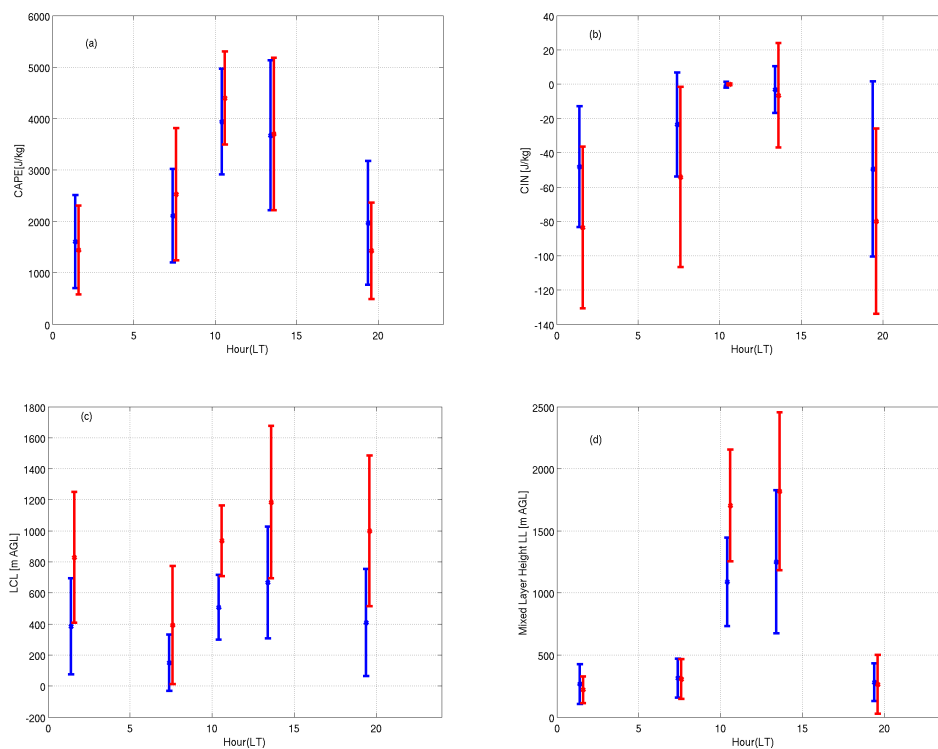 (a)
CAPE[J/kg]
6000
5000
4000
3000
2000
1000
0
0 5 10 15 20
Hour(LT)
(b)
CIN [J/kg]
40
20
0
-20
-40
-60
-80
-100
-120
-140
0 5 10 15 20
Hour(LT)
(c)
LCL [m AGL]
1800
1600
1400
1200
1000
800
600
400
200
0
-200
0 5 10 15 20
Hour(LT)
(d)
Mixed Layer Height LL [m AGL]
2500
2000
1500
1000
500
0
0 5 10 15 20
Hour(LT)